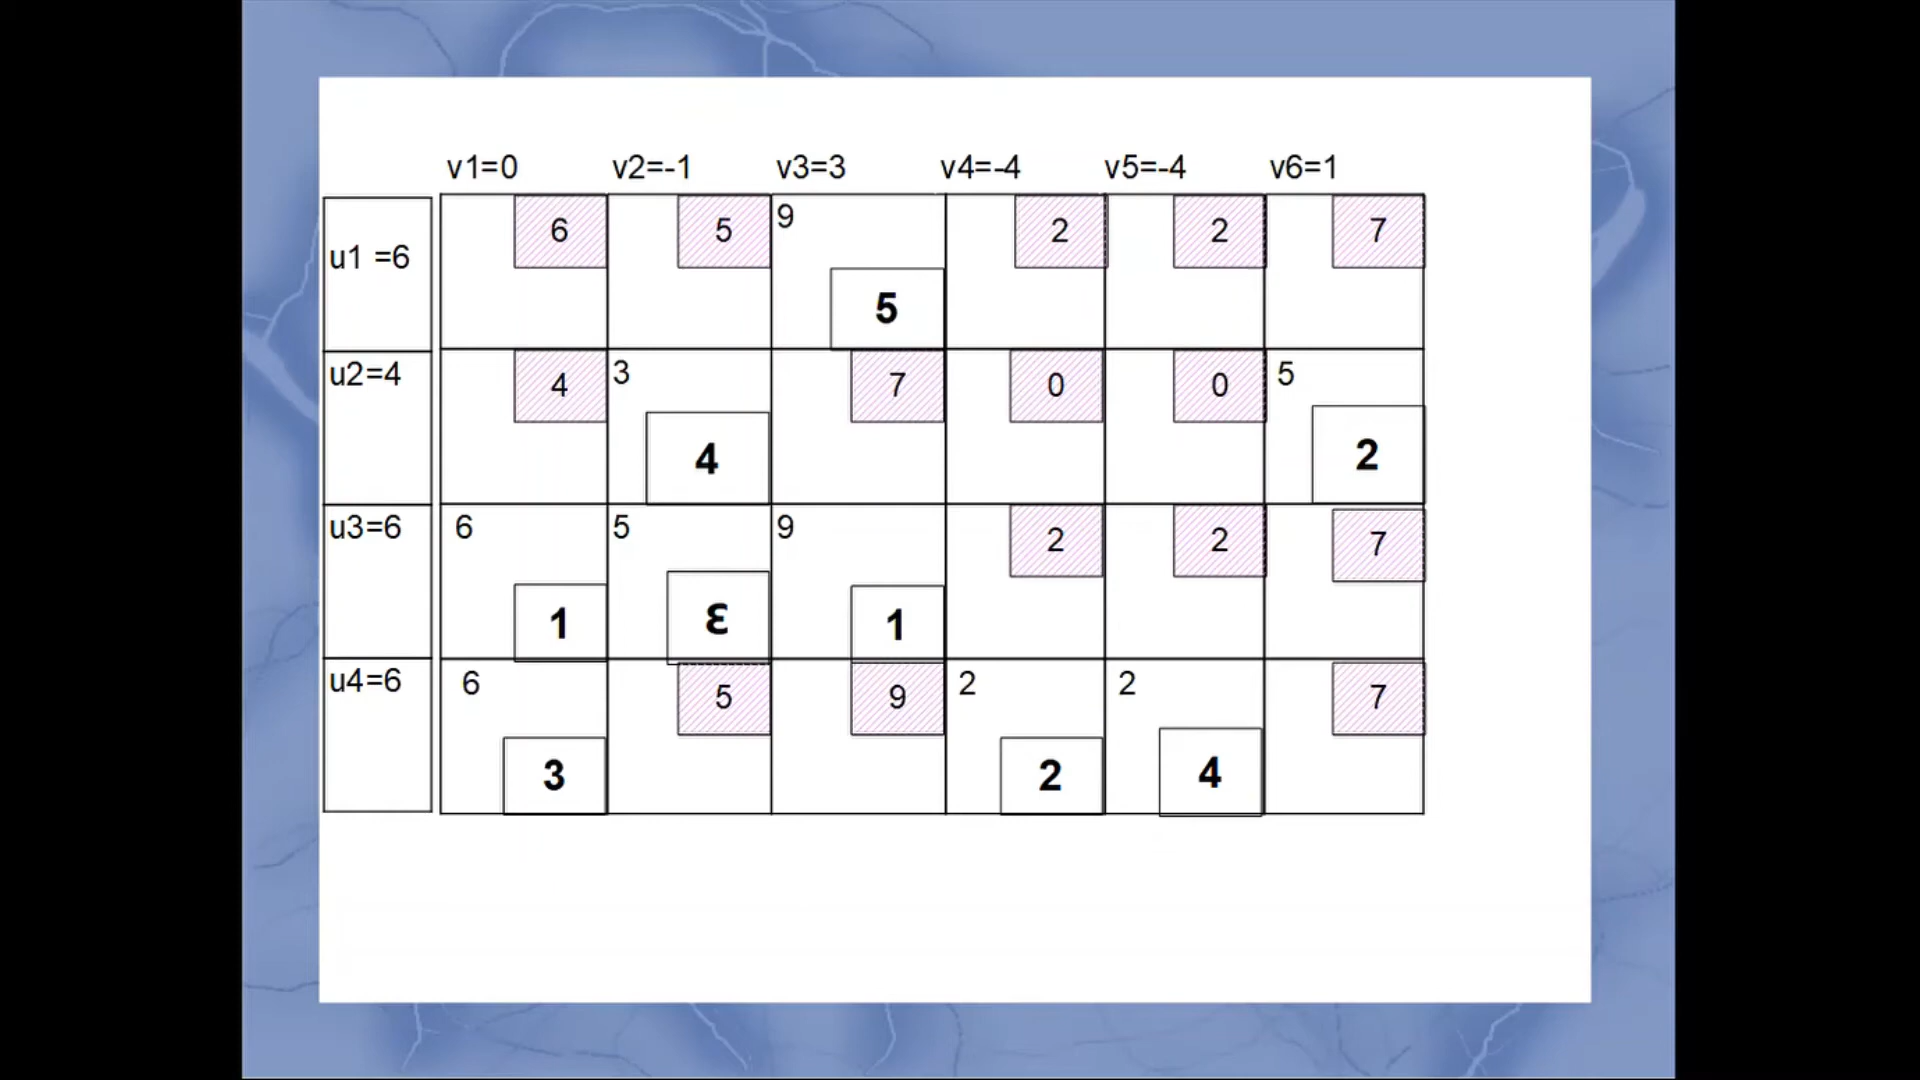 v1=0 v2=-1 v3=3 v4=-4 v5=-4 v6=1
u1 =6 6 5 9 2 2 7
5
u2=4 4 3 7 0 0 5
4 2
u3=6 6 5 9 2 2 7
1 ε 1
u4=6 6 5 9 2 2 7
3 2 4